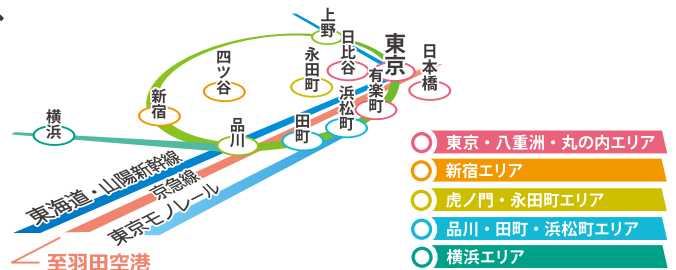 上野
日比谷
東京
日本橋
四ツ谷
永田町
有楽町
新宿
浜松町
横浜
品川
田町
東海道・山陽新幹線
京急線
東京モノレール
至羽田空港
東京・八重洲・丸の内エリア
新宿エリア
虎ノ門・永田町エリア
品川・田町・浜松町エリア
横浜エリア